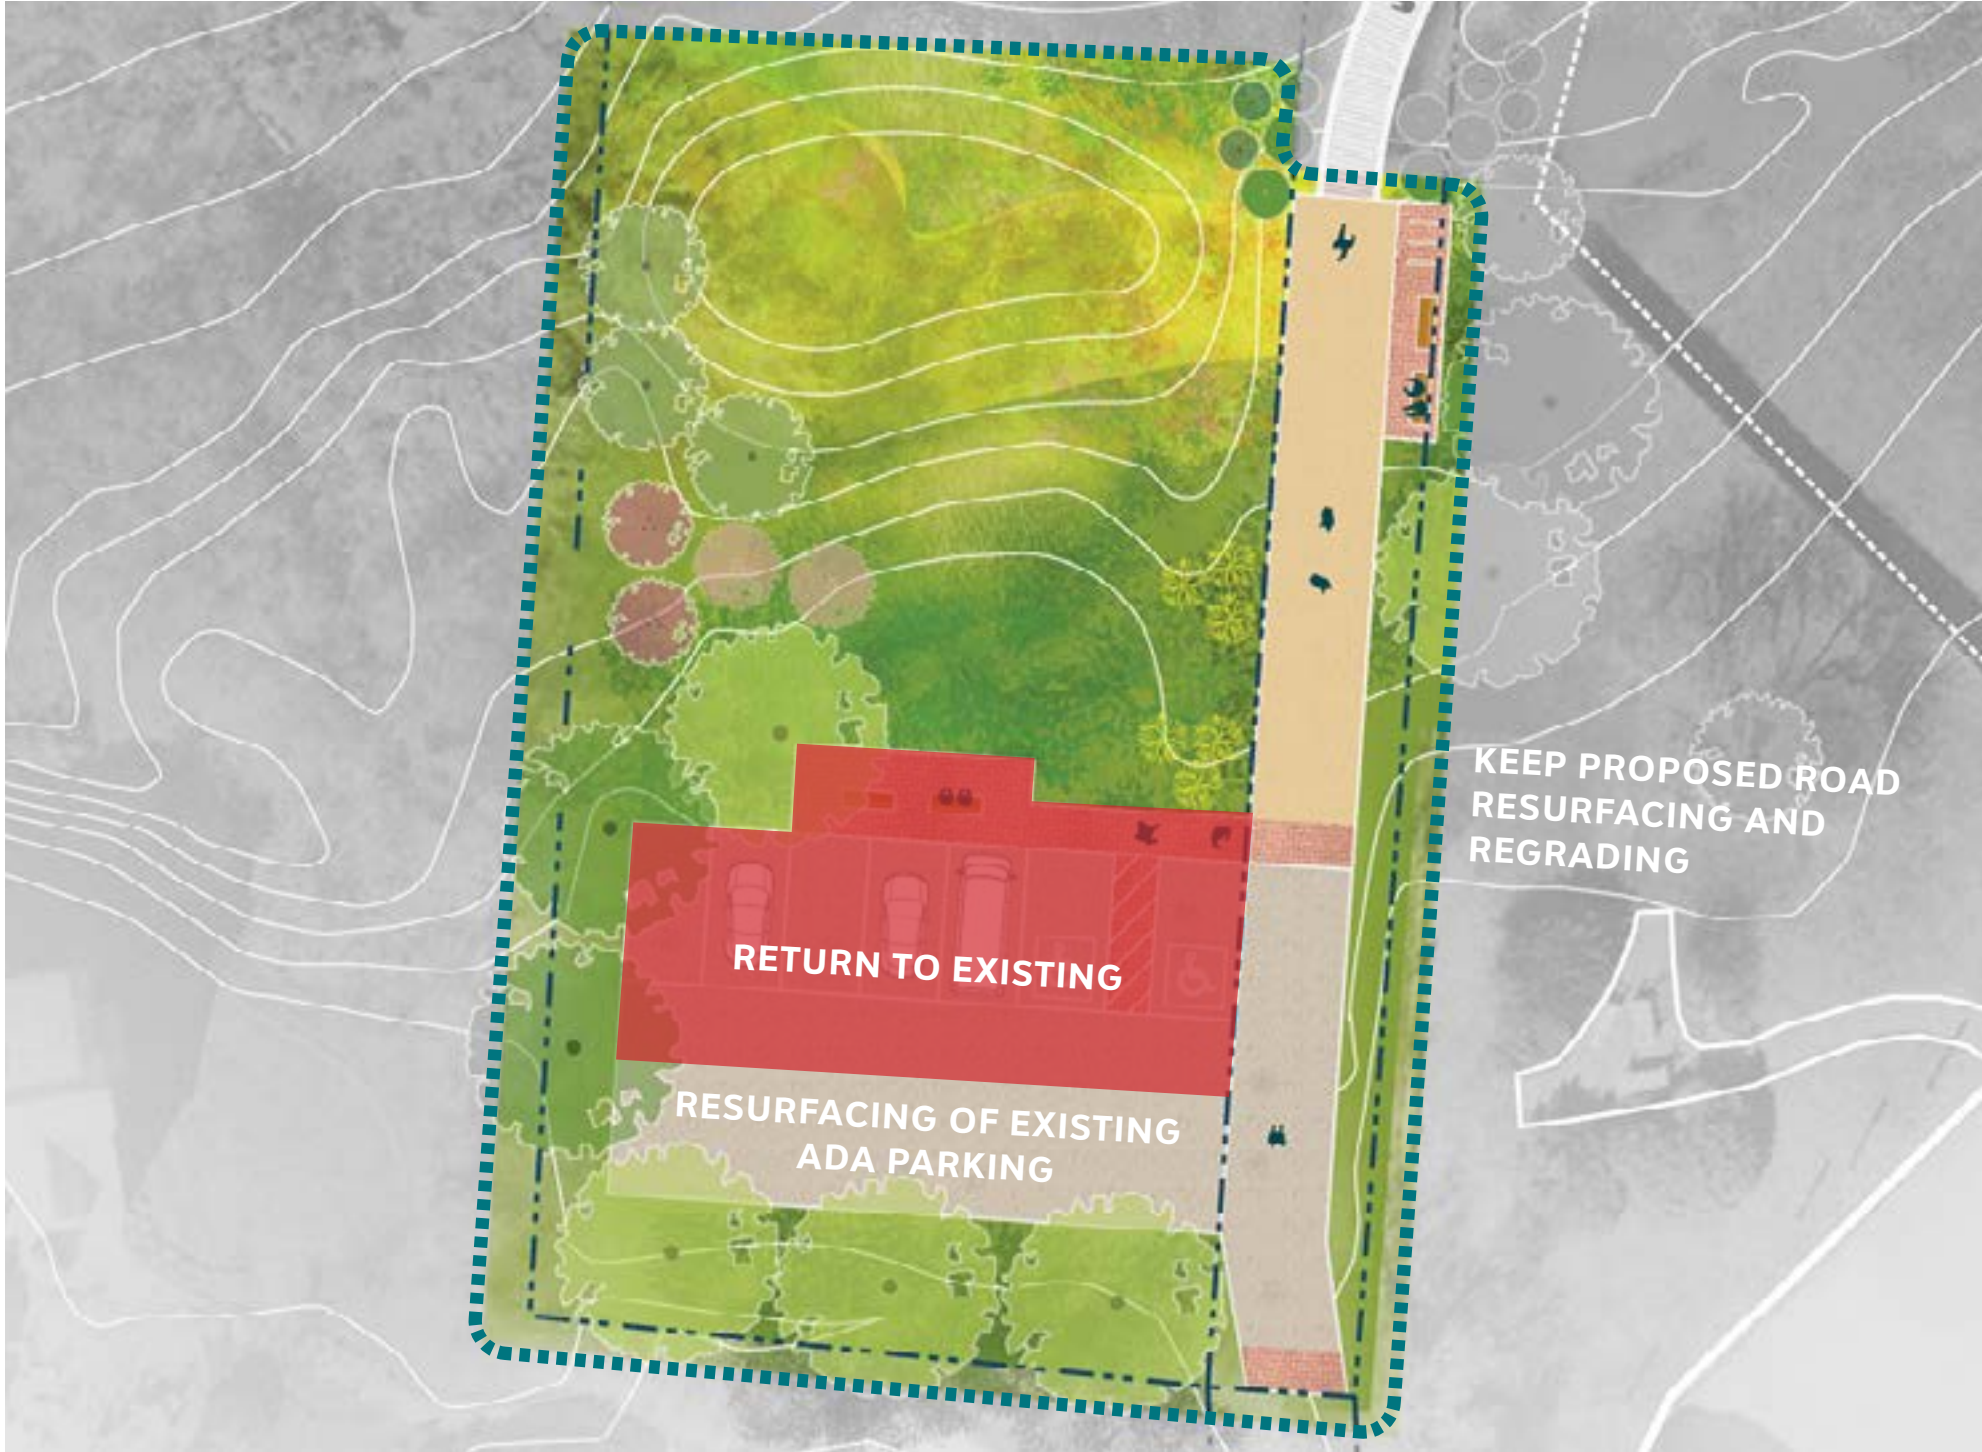 KEEP PROPOSED ROAD
RESURFACING AND
REGRADING
RETURN TO EXISTING
RESURFACING OF EXISTING
ADA PARKING